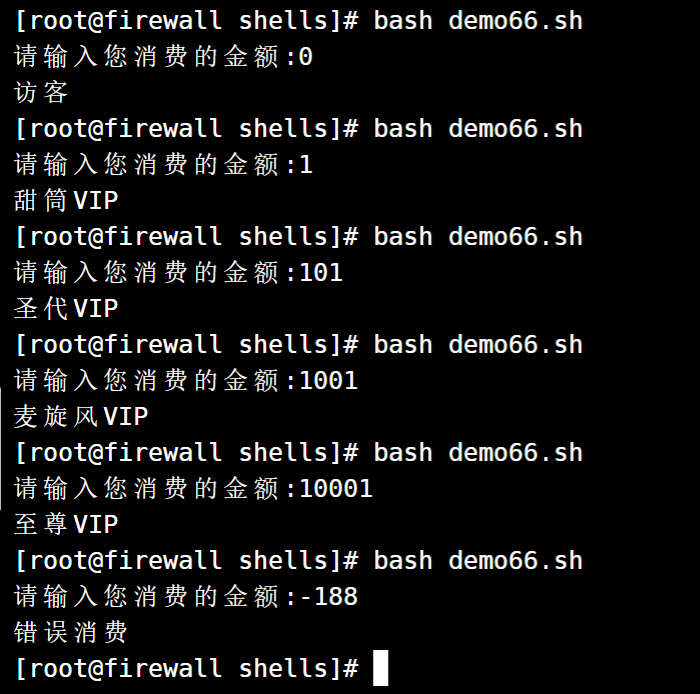 [root@firewall shells]# bash demo66.sh
请输入您消费的金额:0
访客
[root@firewall shells]# bash demo66.sh
请输入您消费的金额:1
甜筒VIP
[root@firewall shells]# bash demo66.sh
请输入您消费的金额:101
圣代VIP
[root@firewall shells]# bash demo66.sh
请输入您消费的金额:1001
麦旋风VIP
[root@firewall shells]# bash demo66.sh
请输入您消费的金额:10001
至尊VIP
[root@firewall shells]# bash demo66.sh
请输入您消费的金额:-188
错误消费
[root@firewall shells]#